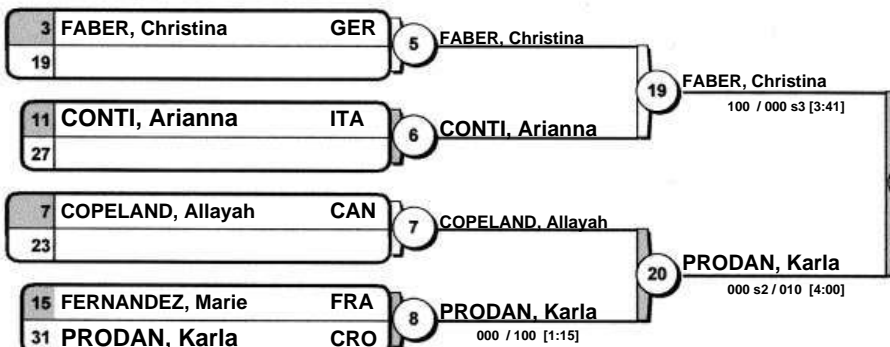 3 FABER, Christina GER
19
5
FABER, Christina
11 CONTI, Arianna ITA
27
6
CONTI, Arianna
19
FABER, Christina
100 / 000 s3 [3:41]
7 COPELAND, Allayah CAN
23
7
COPELAND, Allayah
15 FERNANDEZ, Marie FRA
31 PRODAN, Karla CRO
8
PRODAN, Karla
000 / 100 [1:15]
20
PRODAN, Karla
000 s2 / 010 [4:00]